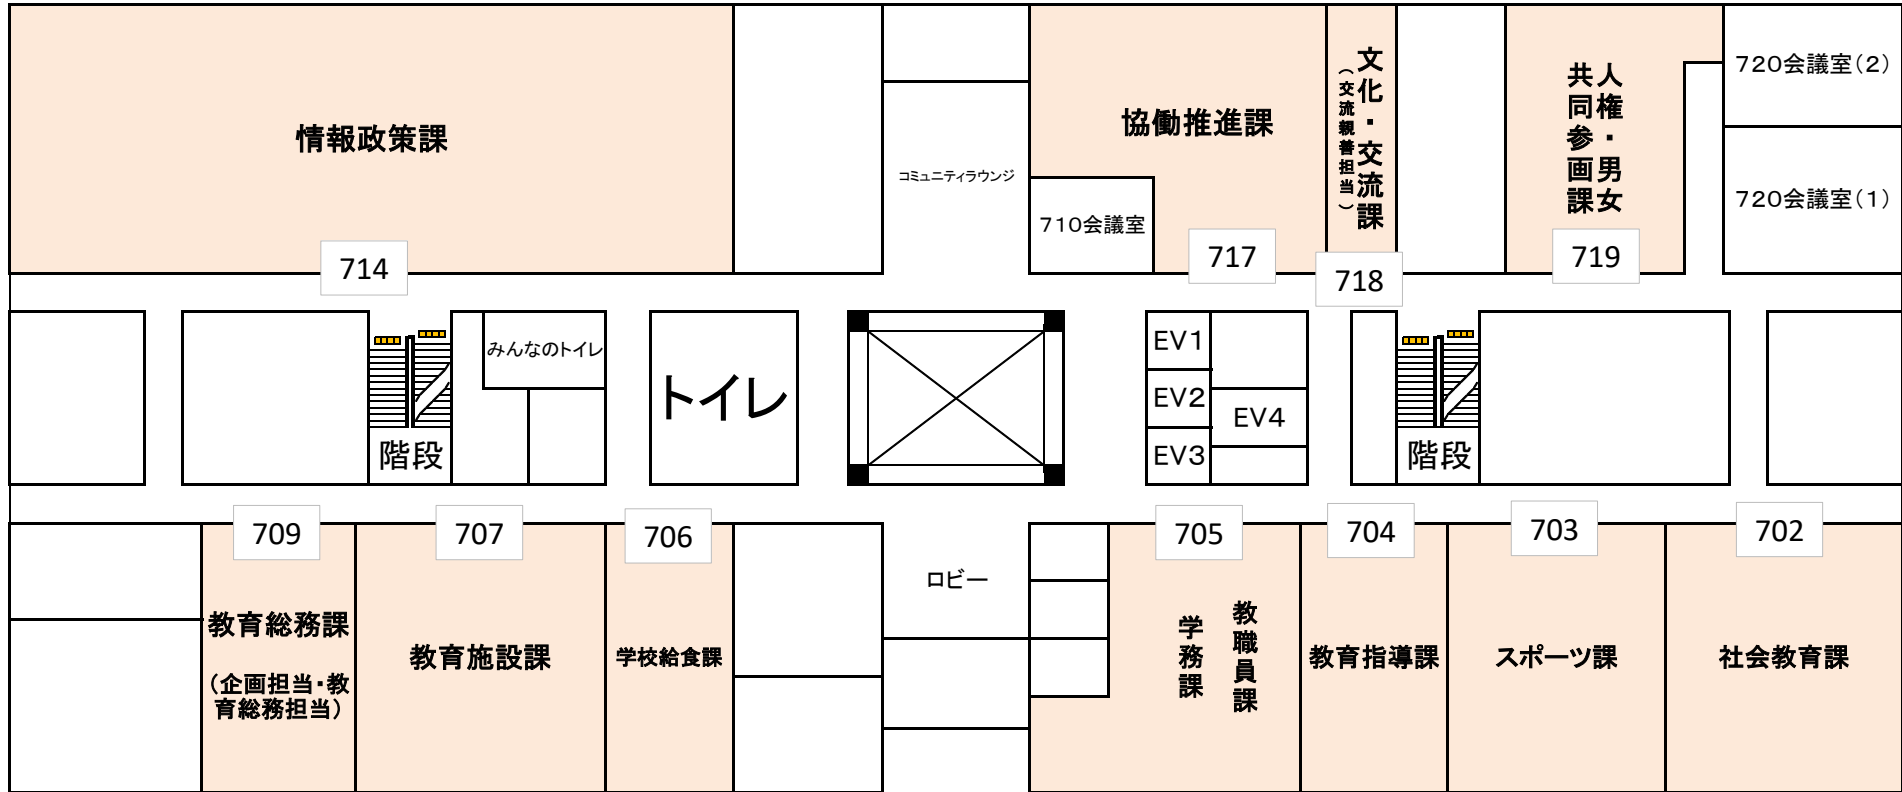 情報政策課
714
コミュニティラウンジ
協働推進課
710会議室
717
文化・交流課
（交流親善担当）
718
人権・男女
共同参画課
719
720会議室（2）
720会議室（1）
階段
みんなのトイレ
トイレ
EV1
EV2
EV3
EV4
階段
709
教育総務課
（企画担当・教
育総務担当）
707
教育施設課
706
学校給食課
ロビー
705
教職員課
学務課
704
教育指導課
703
スポーツ課
702
社会教育課